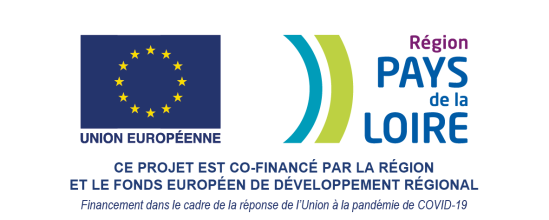 UNION EUROPÉENNE
Région
PAYS
de la
LOIRE
CE PROJET EST CO-FINANCÉ PAR LA RÉGION
ET LE FONDS EUROPÉEN DE DÉVELOPPEMENT RÉGIONAL
Financement dans le cadre de la réponse de l'Union à la pandémie de COVID-19